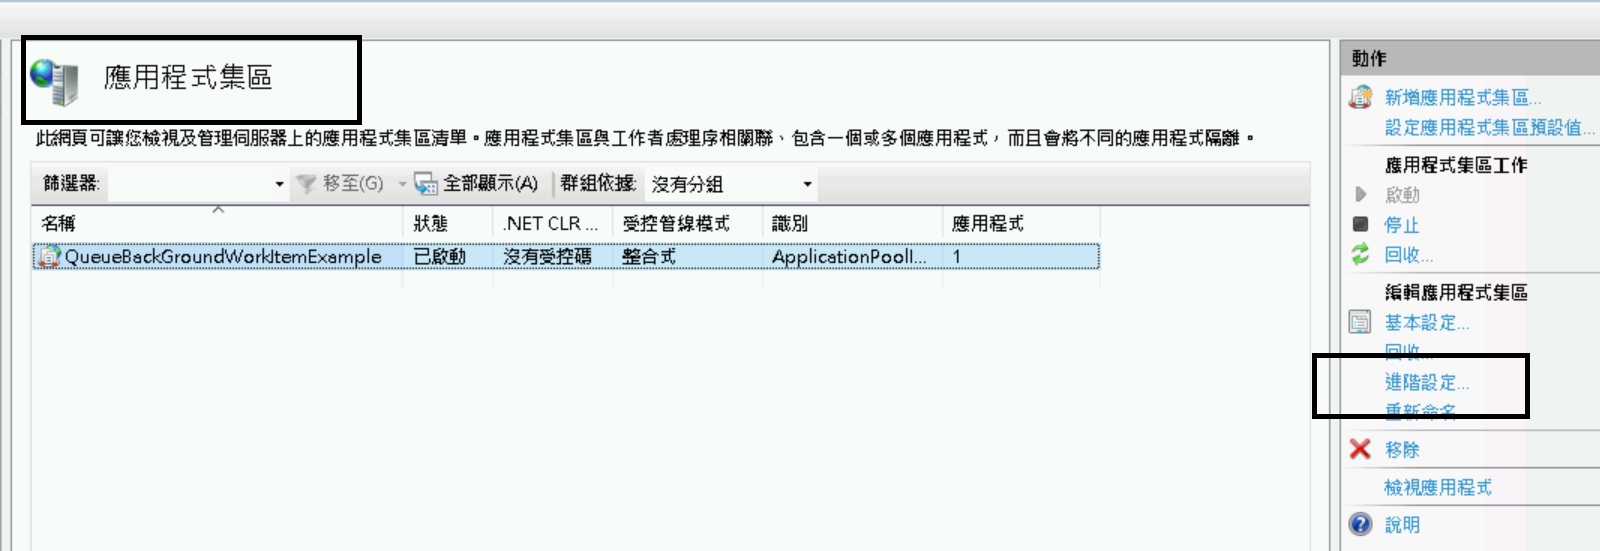 應用程式集區
此網頁可讓您檢視及管理伺服器上的應用程式集區清單。應用程式集區與工作者處理序相關聯、包含一個或多個應用程式，而且會將不同的應用程式隔離。
篩選器: 移至(G) 全部顯示(A) 群組依據: 沒有分組
名稱 狀態 .NET CLR ... 受控管線模式 識別 應用程式
QueueBackGroundWorkItemExample 已啟動 沒有受控碼 整合式 ApplicationPoolI... 1
動作
新增應用程式集區...
設定應用程式集區預設值...
應用程式集區工作
啟動
停止
回收...
編輯應用程式集區
基本設定...
回收...
進階設定...
重新命名
移除
檢視應用程式
說明